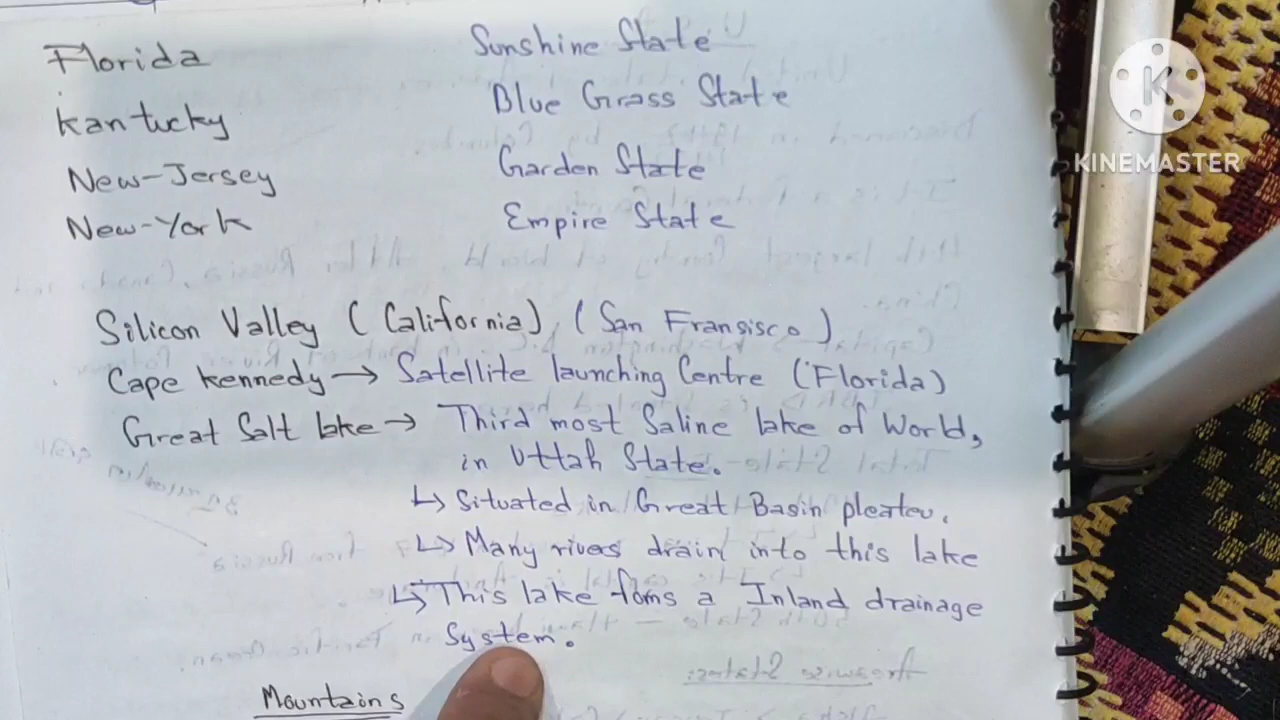 Florida Sunshine State
Kantucky Blue Grass State
New-Jersey Garden State
New-York Empire State
Silicon Valley (California) (San Fransisco)
Cape Kennedy → Satellite launching Centre (Florida)
Great Salt lake → Third most Saline lake of World,
in Uttah State.
↳ Situated in Great Basin pleateu.
↳ Many rivers drain into this lake
↳ This lake foms a Inland drainage
System.
Mountains
KINEMASTER